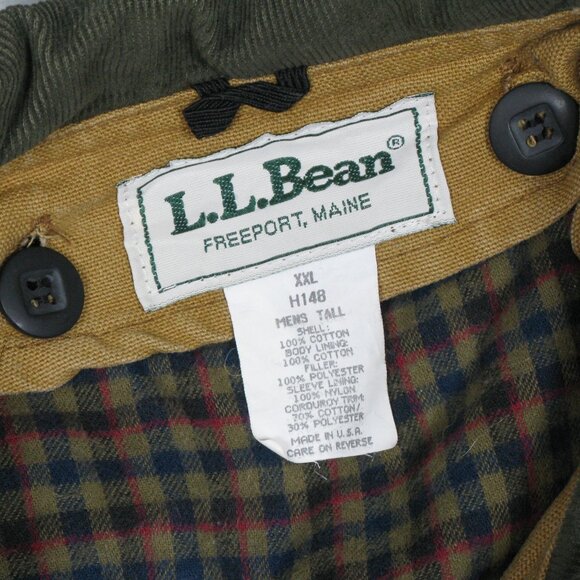 L.L.Bean®
FREEPORT, MAINE
XXL
H148
MENS TALL
SHELL:
100% COTTON
BODY LINING:
100% COTTON
FILLER:
100% POLYESTER
SLEEVE LINING:
100% NYLON
CORDUROY TRIM:
70% COTTON/
30% POLYESTER
MADE IN U.S.A.
CARE ON REVERSE